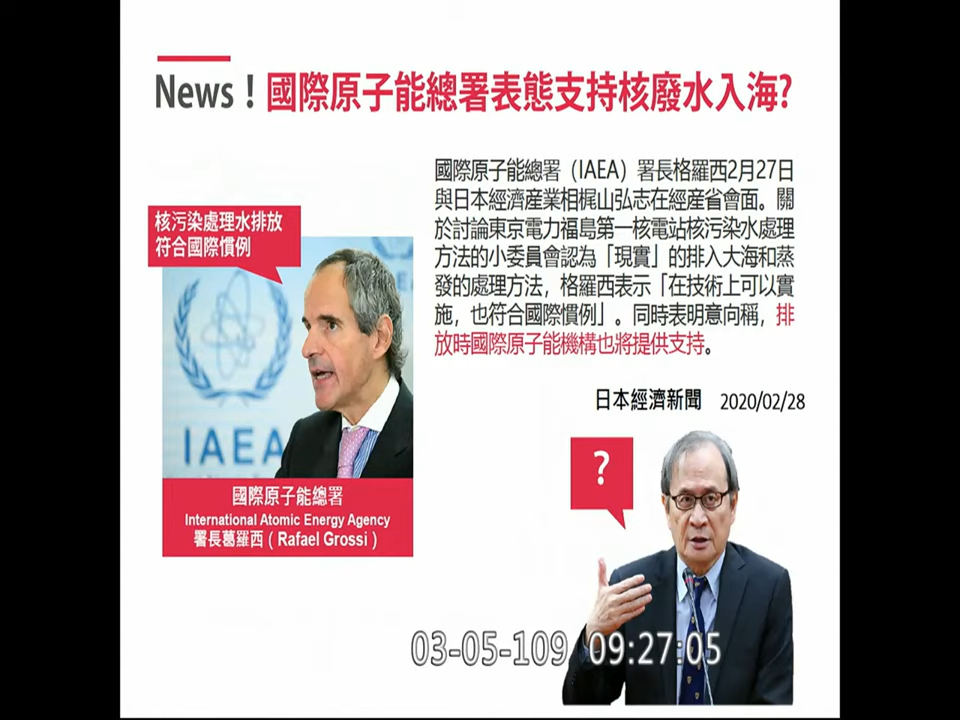 News！國際原子能總署表態支持核廢水入海?
國際原子能總署（IAEA）署長格羅西2月27日
與日本經濟產業相梶山弘志在經産省會面。關
於討論東京電力福島第一核電站核污染水處理
方法的小委員會認為「現實」的排入大海和蒸
發的處理方法，格羅西表示「在技術上可以實
施，也符合國際慣例」。同時表明意向稱，排
放時國際原子能機構也將提供支持。
日本經濟新聞 2020/02/28
核污染處理水排放
符合國際慣例
IAEA
國際原子能總署
International Atomic Energy Agency
署長葛羅西（Rafael Grossi）
?
03-05-109 09:27:05